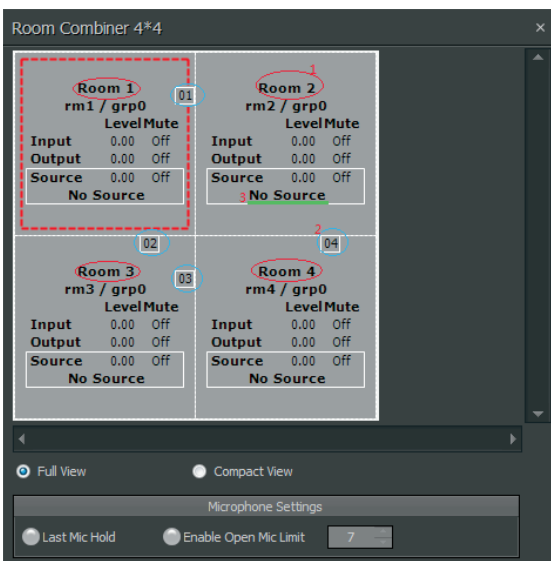 Room Combiner 4*4 ×
1
Room 1 01 Room 2
rm1 / grp0 rm2 / grp0
Level Mute Level Mute
Input 0.00 Off Input 0.00 Off
Output 0.00 Off Output 0.00 Off
Source 0.00 Off Source 0.00 Off
No Source 3 No Source
2
02 04
Room 3 03 Room 4
rm3 / grp0 rm4 / grp0
Level Mute Level Mute
Input 0.00 Off Input 0.00 Off
Output 0.00 Off Output 0.00 Off
Source 0.00 Off Source 0.00 Off
No Source No Source
Full View Compact View
Microphone Settings
Last Mic Hold Enable Open Mic Limit 7